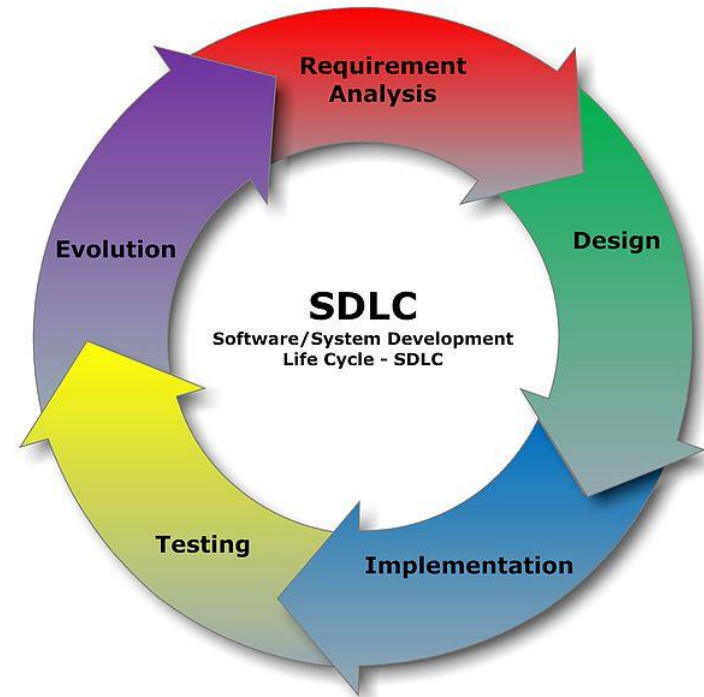 Requirement
Analysis
Design
Evolution
SDLC
Software/System Development
Life Cycle - SDLC
Testing
Implementation